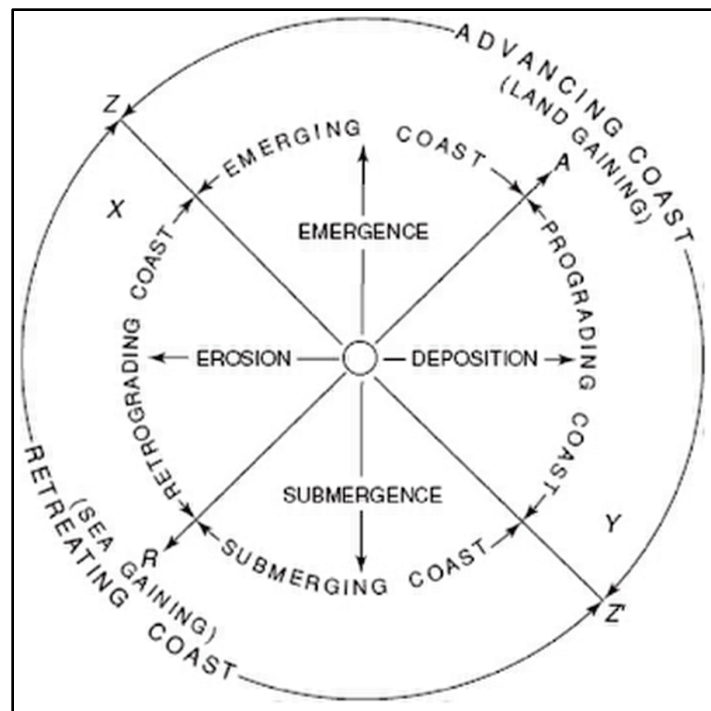 ADVANCING COAST
(LAND GAINING)
Z
EMERGING COAST
A
X
EMERGENCE
PROGRADING COAST
RETROGRADING COAST
EROSION
DEPOSITION
SUBMERGENCE
Y
R
SUBMERGING COAST
(SEA GAINING)
RETREATING COAST
Z'